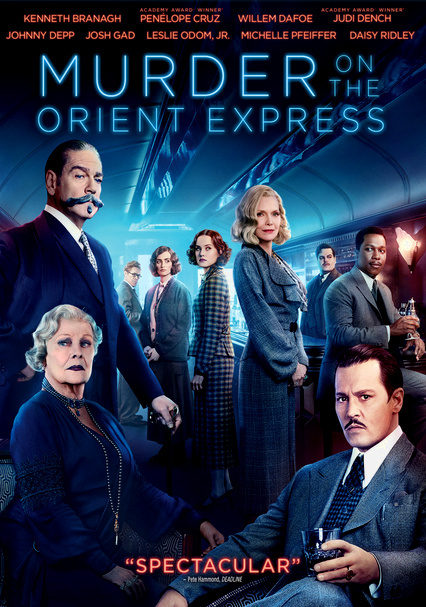 ACADEMY AWARD® WINNER
ACADEMY AWARD® WINNER
KENNETH BRANAGH PENÉLOPE CRUZ WILLEM DAFOE JUDI DENCH
JOHNNY DEPP JOSH GAD LESLIE ODOM, JR. MICHELLE PFEIFFER DAISY RIDLEY
MURDER ON
THE
ORIENT EXPRESS
"SPECTACULAR"
– Pete Hammond, DEADLINE